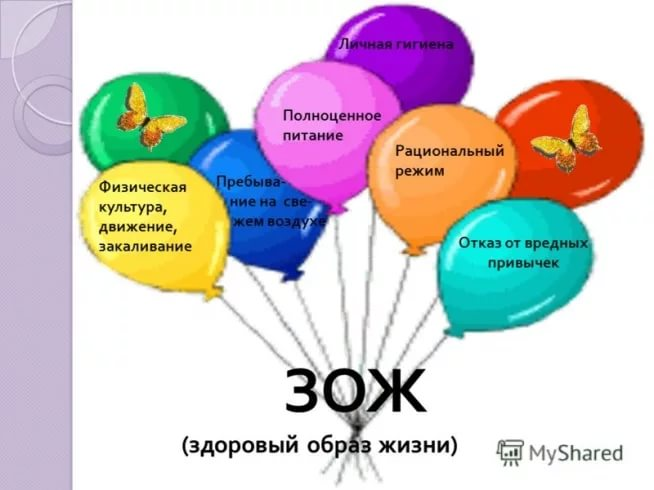 Личная гигиена
Полноценное
питание
Рациональный
режим
Пребыва-
ние на све-
жем воздухе
Физическая
культура,
движение,
закаливание
Отказ от вредных
привычек
ЗОЖ
(здоровый образ жизни)
MyShared